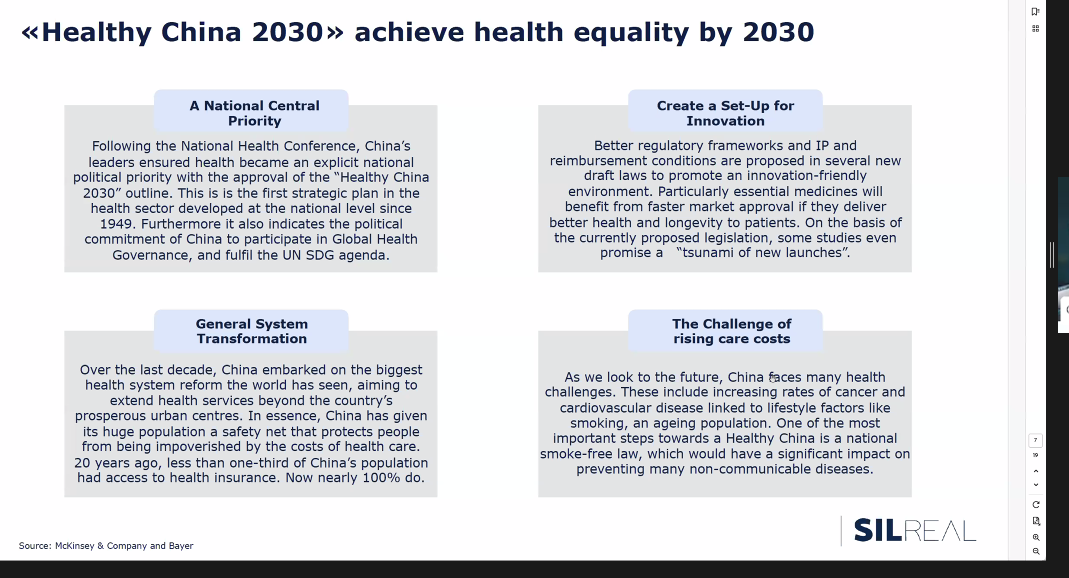 «Healthy China 2030» achieve health equality by 2030
A National Central
Priority
Following the National Health Conference, China’s
leaders ensured health became an explicit national
political priority with the approval of the “Healthy China
2030” outline. This is is the first strategic plan in the
health sector developed at the national level since
1949. Furthermore it also indicates the political
commitment of China to participate in Global Health
Governance, and fulfil the UN SDG agenda.
Create a Set-Up for
Innovation
Better regulatory frameworks and IP and
reimbursement conditions are proposed in several new
draft laws to promote an innovation-friendly
environment. Particularly essential medicines will
benefit from faster market approval if they deliver
better health and longevity to patients. On the basis of
the currently proposed legislation, some studies even
promise a “tsunami of new launches”.
General System
Transformation
Over the last decade, China embarked on the biggest
health system reform the world has seen, aiming to
extend health services beyond the country’s
prosperous urban centres. In essence, China has given
its huge population a safety net that protects people
from being impoverished by the costs of health care.
20 years ago, less than one-third of China’s population
had access to health insurance. Now nearly 100% do.
The Challenge of
rising care costs
As we look to the future, China faces many health
challenges. These include increasing rates of cancer and
cardiovascular disease linked to lifestyle factors like
smoking, an ageing population. One of the most
important steps towards a Healthy China is a national
smoke-free law, which would have a significant impact on
preventing many non-communicable diseases.
Source: McKinsey & Company and Bayer
SILREAL
7
19